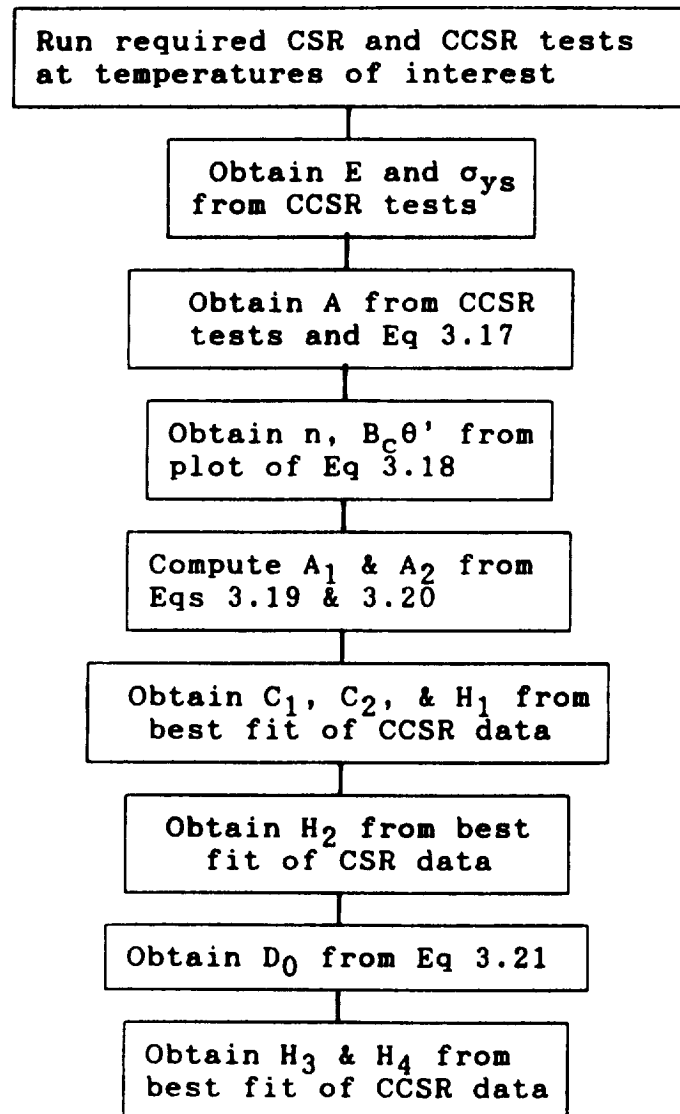 Run required CSR and CCSR tests
at temperatures of interest
Obtain E and σys
from CCSR tests
Obtain A from CCSR
tests and Eq 3.17
Obtain n, Bcθ' from
plot of Eq 3.18
Compute A1 & A2 from
Eqs 3.19 & 3.20
Obtain C1, C2, & H1 from
best fit of CCSR data
Obtain H2 from best
fit of CSR data
Obtain D0 from Eq 3.21
Obtain H3 & H4 from
best fit of CCSR data